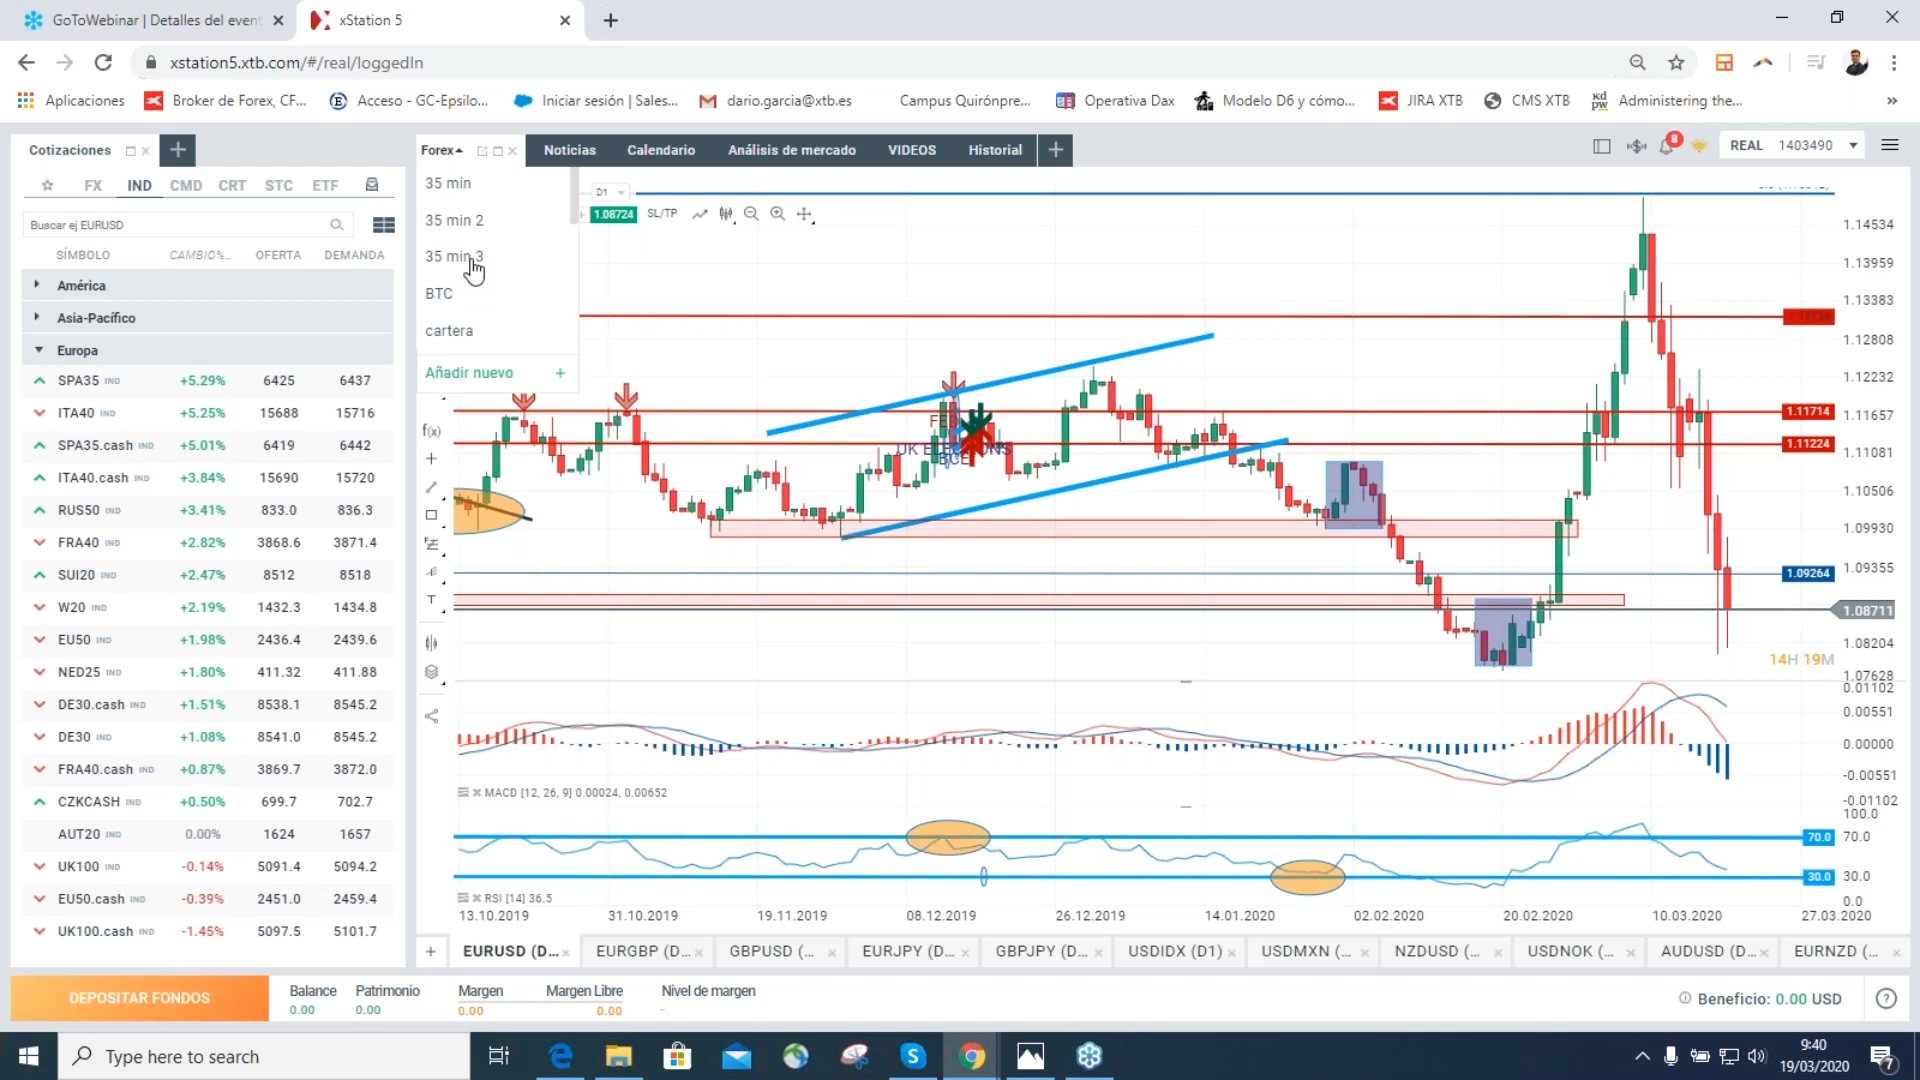 GoToWebinar | Detalles del event
xStation 5
xstation5.xtb.com/#/real/loggedIn
Aplicaciones
Broker de Forex, CF...
Acceso - GC-Epsilo...
Iniciar sesión | Sales...
dario.garcia@xtb.es
Campus Quirónpre...
Operativa Dax
Modelo D6 y cómo...
JIRA XTB
CMS XTB
Kd
pw
Administering the...
Cotizaciones
Forex
Noticias
Calendario
Análisis de mercado
VIDEOS
Historial
8
REAL 1403490
FX IND CMD CRT STC ETF
Buscar ej EURUSD
SÍMBOLO CAMBIO%... OFERTA DEMANDA
América
Asia-Pacífico
Europa
SPA35 IND +5.29% 6425 6437
ITA40 IND +5.25% 15688 15716
SPA35.cash IND +5.01% 6419 6442
ITA40.cash IND +3.84% 15690 15720
RUS50 IND +3.41% 833.0 836.3
FRA40 IND +2.82% 3868.6 3871.4
SUI20 IND +2.47% 8512 8518
W20 IND +2.19% 1432.3 1434.8
EU50 IND +1.98% 2436.4 2439.6
NED25 IND +1.80% 411.32 411.88
DE30.cash IND +1.51% 8538.1 8545.2
DE30 IND +1.08% 8541.0 8545.2
FRA40.cash IND +0.87% 3869.7 3872.0
CZKCASH IND +0.50% 699.7 702.7
AUT20 IND 0.00% 1624 1657
UK100 IND -0.14% 5091.4 5094.2
EU50.cash IND -0.39% 2451.0 2459.4
UK100.cash IND -1.45% 5097.5 5101.7
35 min
35 min 2
35 min 3
BTC
cartera
Añadir nuevo +
D1
1.08724 SL/TP
f(x)
T
FED
UK ELECTIONS
BCE
1.14534
1.13959
1.13383
1.12808
1.12232
1.11714
1.11657
1.11224
1.11081
1.10506
1.09930
1.09355
1.09264
1.08711
1.08204
14H 19M
1.07628
0.01102
0.00551
0.00000
-0.00551
-0.01102
MACD [12, 26, 9] 0.00024, 0.00652
100.0
70.0 70.0
30.0 30.0
0.0
RSI [14] 36.5
13.10.2019 31.10.2019 19.11.2019 08.12.2019 26.12.2019 14.01.2020 02.02.2020 20.02.2020 10.03.2020 27.03.2020
EURUSD (D... EURGBP (D... GBPUSD (... EURJPY (D... GBPJPY (D... USDIDX (D1) USDMXN (... NZDUSD (... USDNOK (... AUDUSD (D... EURNZD (...
DEPOSITAR FONDOS
Balance Patrimonio Margen Margen Libre Nivel de margen
0.00 0.00 0.00 0.00 -
Beneficio: 0.00 USD
Type here to search
9:40
19/03/2020
7